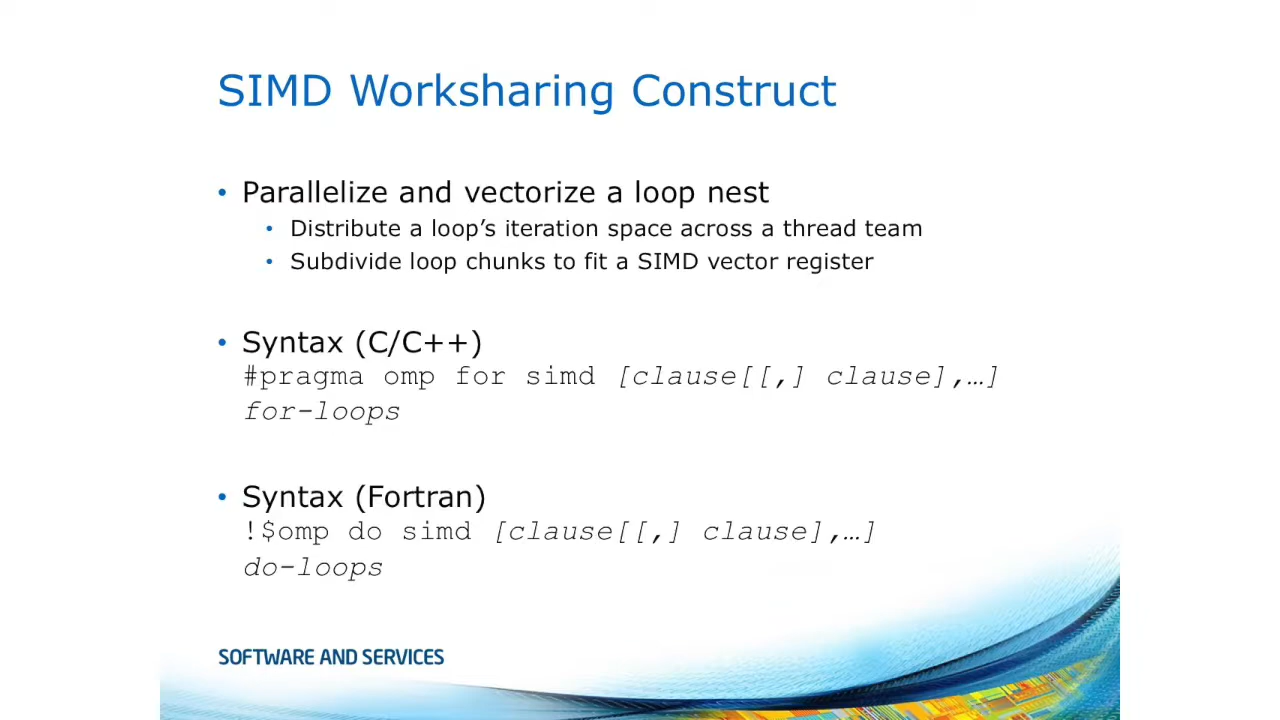 SIMD Worksharing Construct
• Parallelize and vectorize a loop nest
• Distribute a loop’s iteration space across a thread team
• Subdivide loop chunks to fit a SIMD vector register
• Syntax (C/C++)
#pragma omp for simd [clause[[,] clause],…]
for-loops
• Syntax (Fortran)
!$omp do simd [clause[[,] clause],…]
do-loops
SOFTWARE AND SERVICES